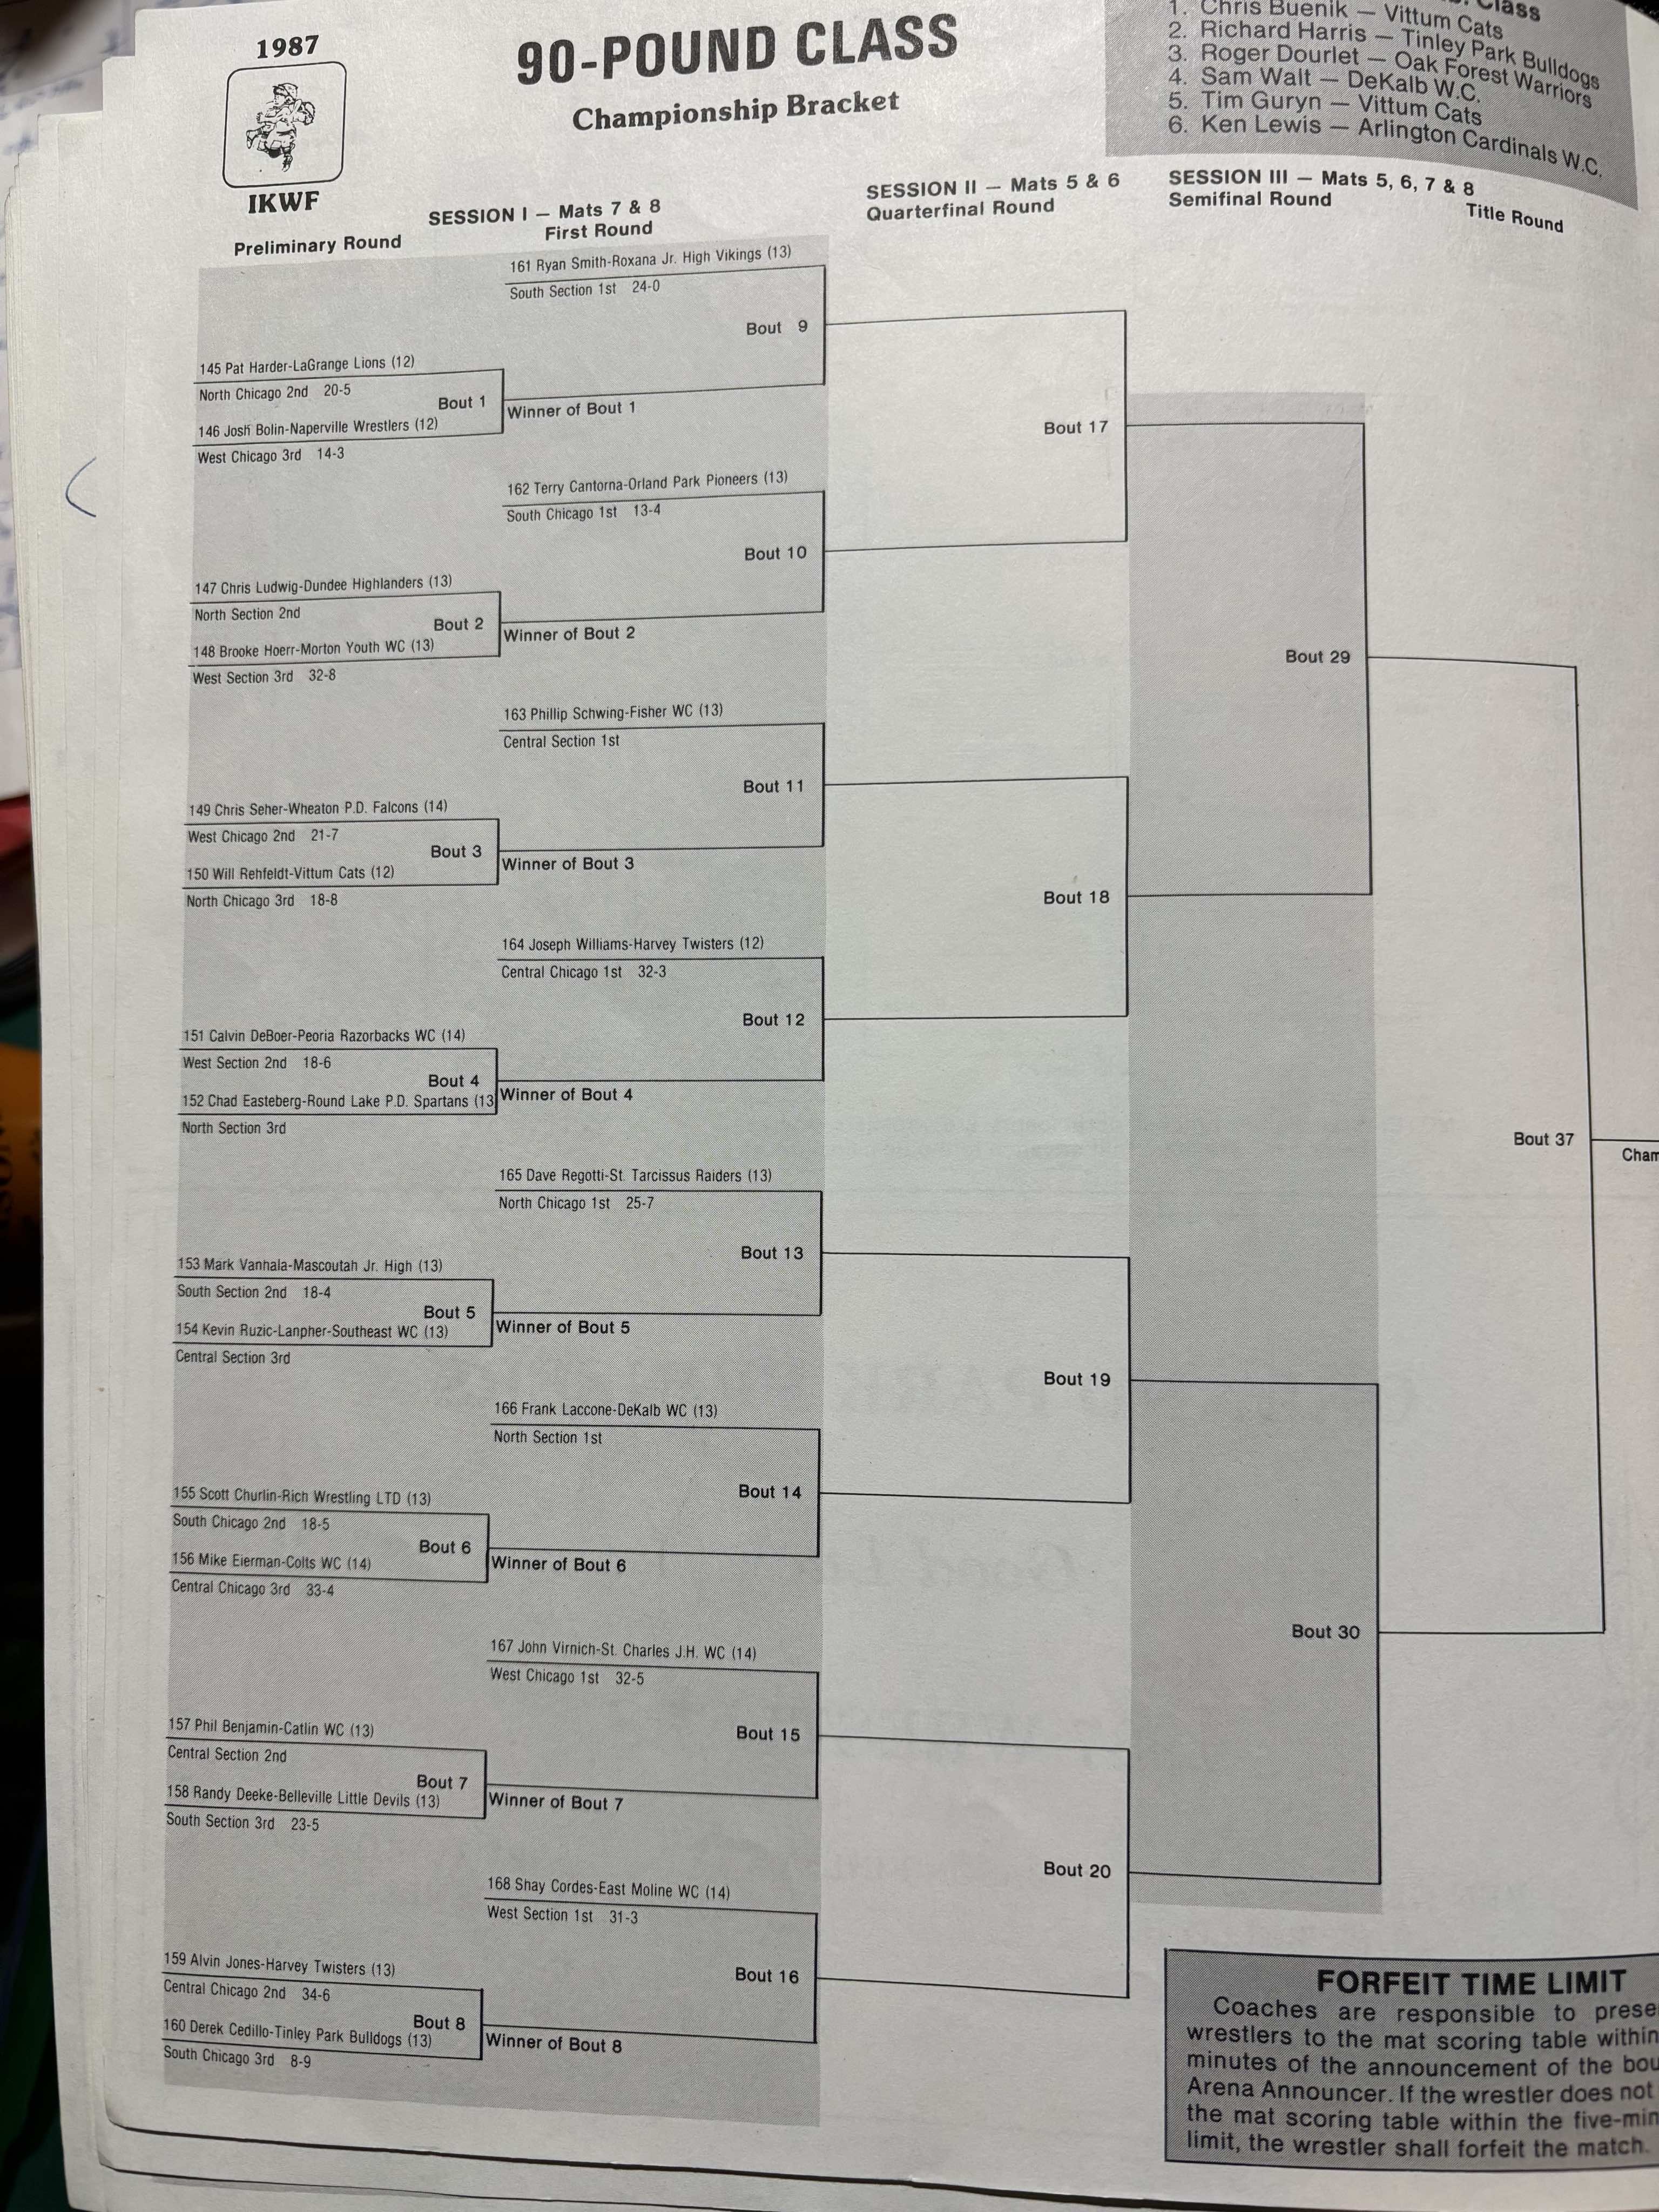 1987
IKWF
90-POUND CLASS
Championship Bracket
Class
1. Chris Buenik — Vittum Cats
2. Richard Harris — Tinley Park Bulldogs
3. Roger Dourlet — Oak Forest Warriors
4. Sam Walt — DeKalb W.C.
5. Tim Guryn — Vittum Cats
6. Ken Lewis — Arlington Cardinals W.C.
SESSION I — Mats 7 & 8
Preliminary Round
First Round
SESSION II — Mats 5 & 6
Quarterfinal Round
SESSION III — Mats 5, 6, 7 & 8
Semifinal Round
Title Round
161 Ryan Smith-Roxana Jr. High Vikings (13)
South Section 1st 24-0
Bout 9
145 Pat Harder-LaGrange Lions (12)
North Chicago 2nd 20-5
Bout 1
146 Josh Bolin-Naperville Wrestlers (12)
West Chicago 3rd 14-3
Winner of Bout 1
Bout 17
162 Terry Cantorna-Orland Park Pioneers (13)
South Chicago 1st 13-4
Bout 10
147 Chris Ludwig-Dundee Highlanders (13)
North Section 2nd
Bout 2
148 Brooke Hoerr-Morton Youth WC (13)
West Section 3rd 32-8
Winner of Bout 2
Bout 29
163 Phillip Schwing-Fisher WC (13)
Central Section 1st
Bout 11
149 Chris Seher-Wheaton P.D. Falcons (14)
West Chicago 2nd 21-7
Bout 3
150 Will Rehfeldt-Vittum Cats (12)
North Chicago 3rd 18-8
Winner of Bout 3
Bout 18
164 Joseph Williams-Harvey Twisters (12)
Central Chicago 1st 32-3
Bout 12
151 Calvin DeBoer-Peoria Razorbacks WC (14)
West Section 2nd 18-6
Bout 4
152 Chad Easteberg-Round Lake P.D. Spartans (13
North Section 3rd
Winner of Bout 4
Bout 37
Cham
165 Dave Regotti-St. Tarcissus Raiders (13)
North Chicago 1st 25-7
Bout 13
153 Mark Vanhala-Mascoutah Jr. High (13)
South Section 2nd 18-4
Bout 5
154 Kevin Ruzic-Lanpher-Southeast WC (13)
Central Section 3rd
Winner of Bout 5
Bout 19
166 Frank Laccone-DeKalb WC (13)
North Section 1st
Bout 14
155 Scott Churlin-Rich Wrestling LTD (13)
South Chicago 2nd 18-5
Bout 6
156 Mike Eierman-Colts WC (14)
Central Chicago 3rd 33-4
Winner of Bout 6
Bout 30
167 John Virnich-St. Charles J.H. WC (14)
West Chicago 1st 32-5
Bout 15
157 Phil Benjamin-Catlin WC (13)
Central Section 2nd
Bout 7
158 Randy Deeke-Belleville Little Devils (13)
South Section 3rd 23-5
Winner of Bout 7
Bout 20
168 Shay Cordes-East Moline WC (14)
West Section 1st 31-3
Bout 16
159 Alvin Jones-Harvey Twisters (13)
Central Chicago 2nd 34-6
Bout 8
160 Derek Cedillo-Tinley Park Bulldogs (13)
South Chicago 3rd 8-9
Winner of Bout 8
FORFEIT TIME LIMIT
Coaches are responsible to prese
wrestlers to the mat scoring table within
minutes of the announcement of the bou
Arena Announcer. If the wrestler does not
the mat scoring table within the five-min
limit, the wrestler shall forfeit the match.